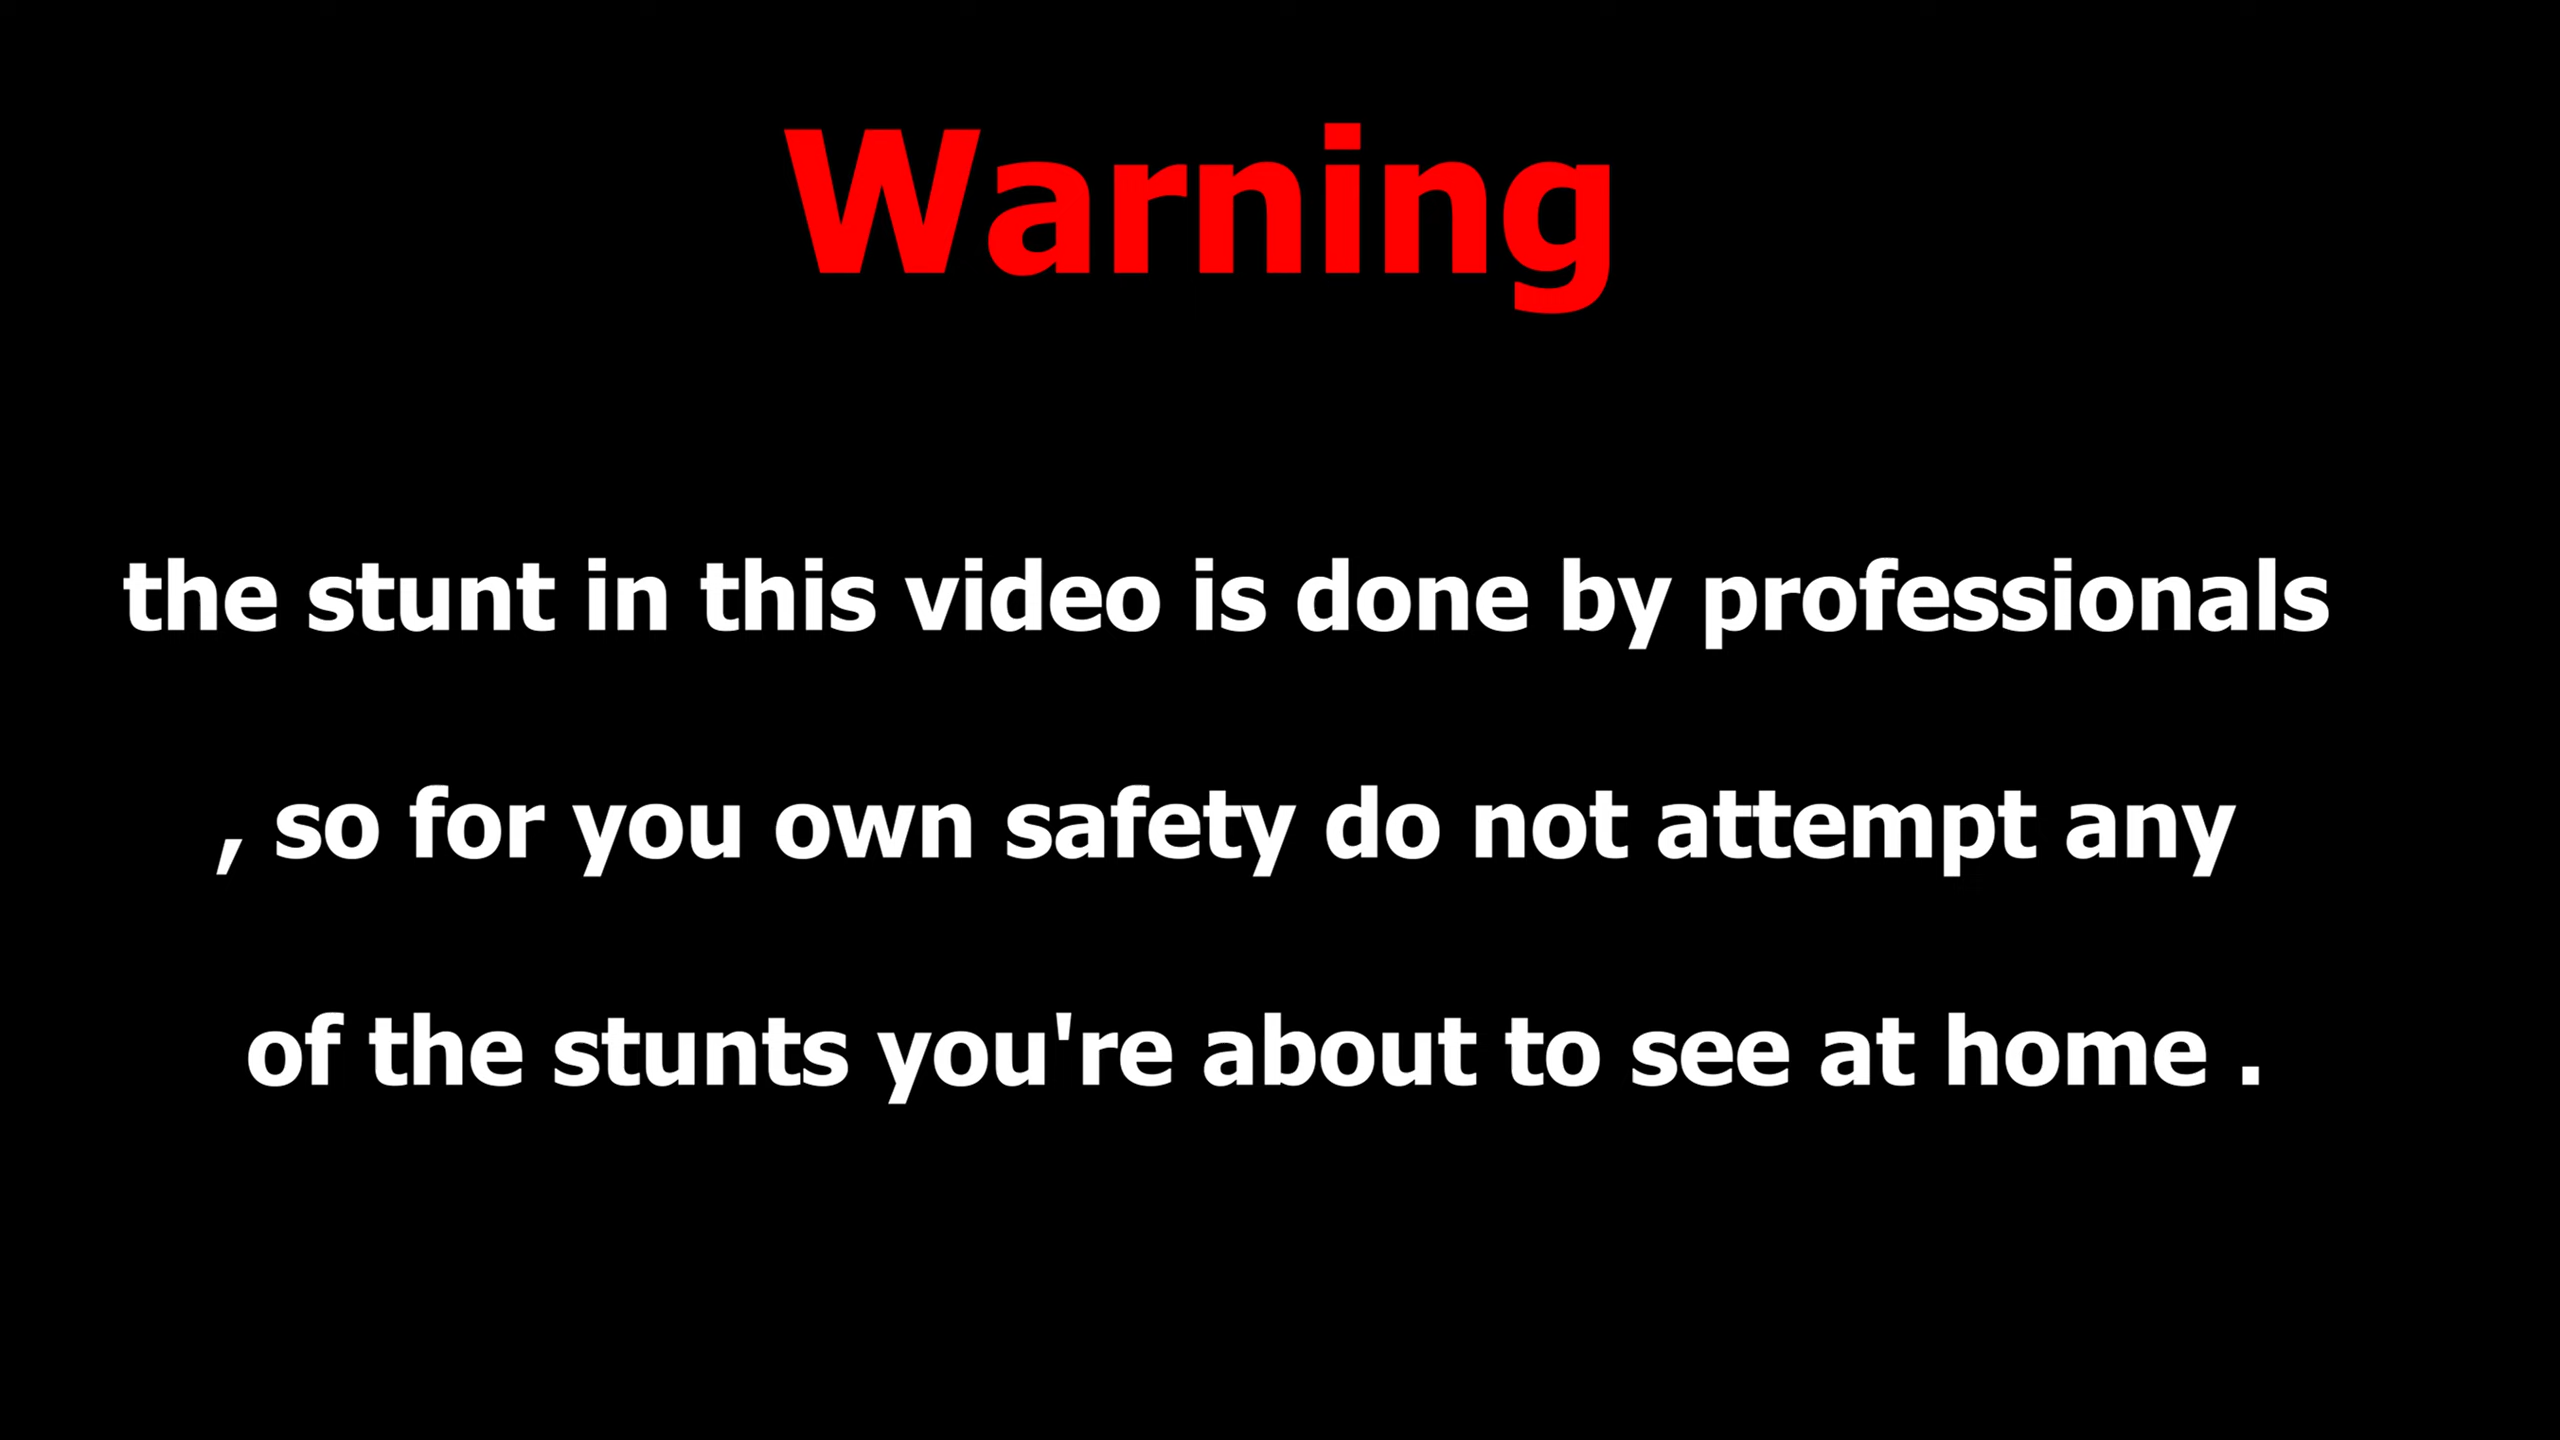 Warning
the stunt in this video is done by professionals
, so for you own safety do not attempt any
of the stunts you're about to see at home .